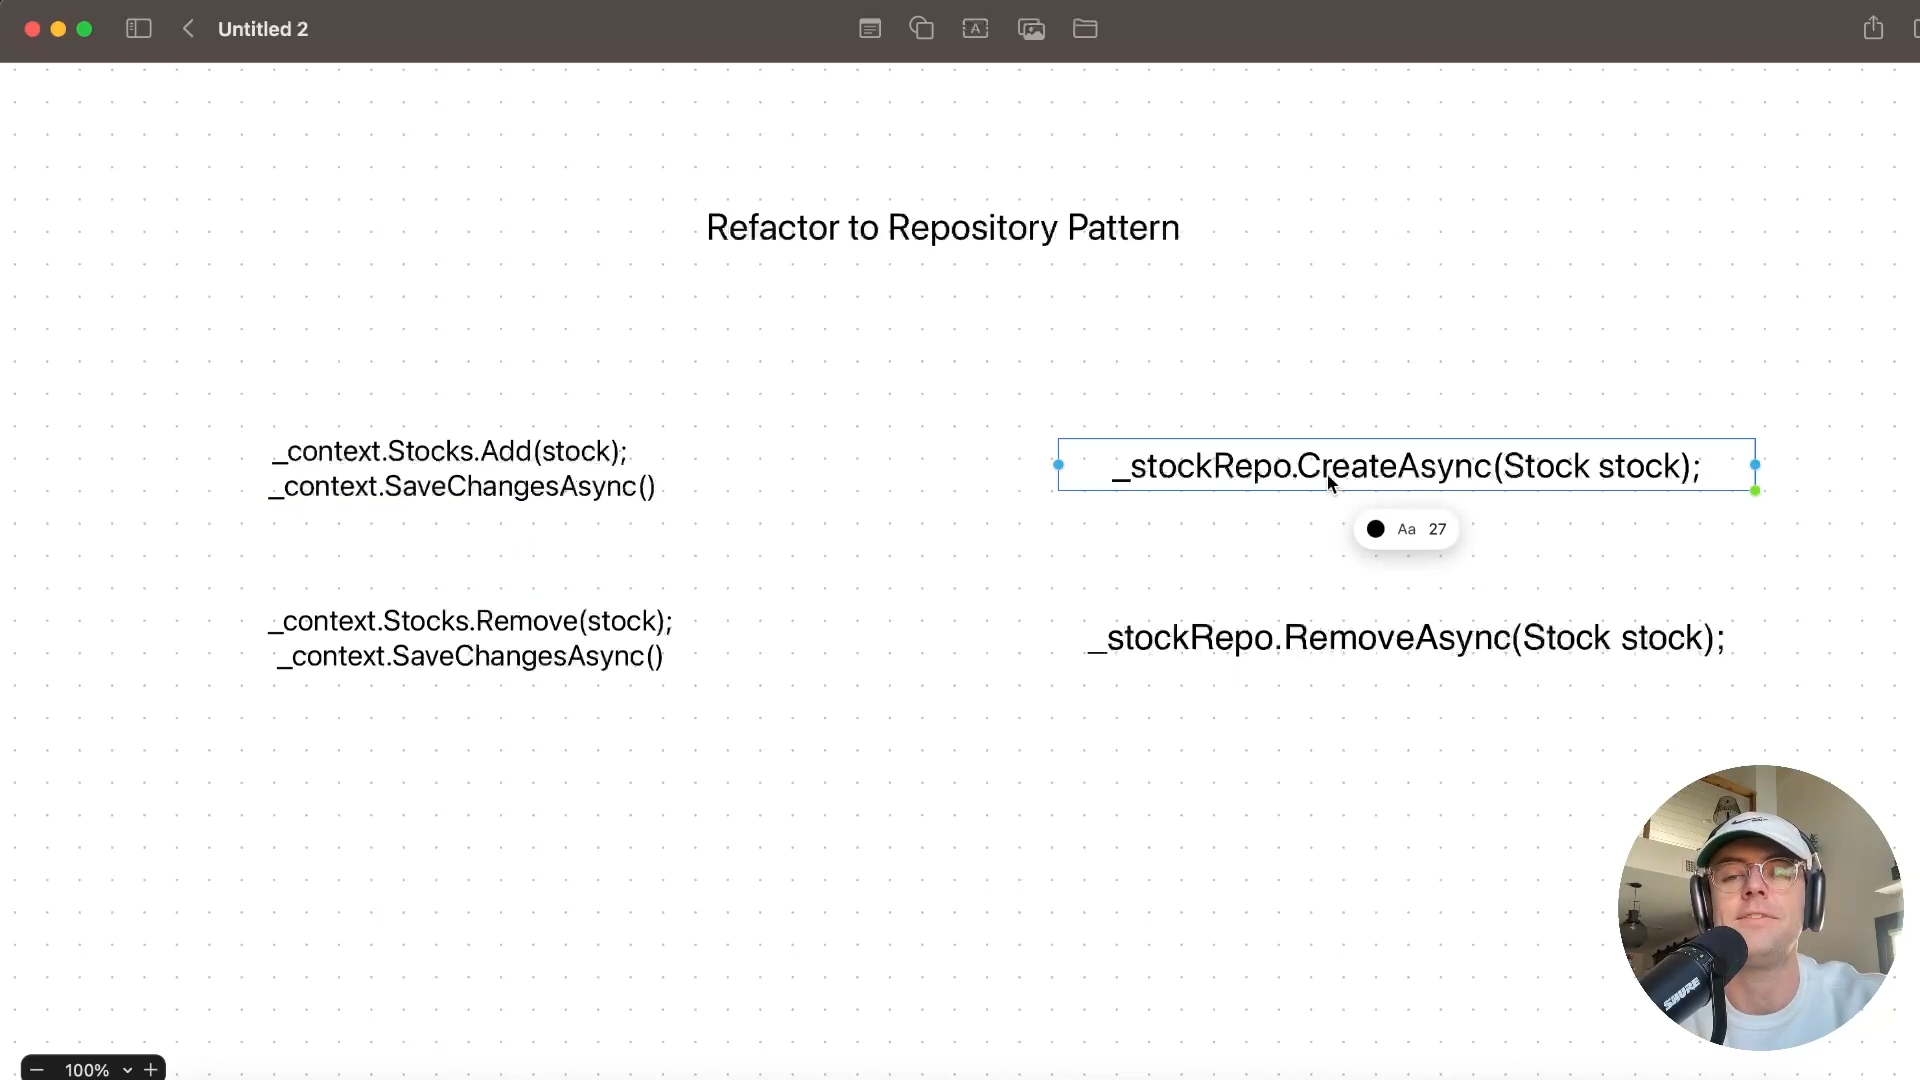 Untitled 2
Refactor to Repository Pattern
_context.Stocks.Add(stock);
_context.SaveChangesAsync()
_stockRepo.CreateAsync(Stock stock);
Aa 27
_context.Stocks.Remove(stock);
_context.SaveChangesAsync()
_stockRepo.RemoveAsync(Stock stock);
SHURE
100%